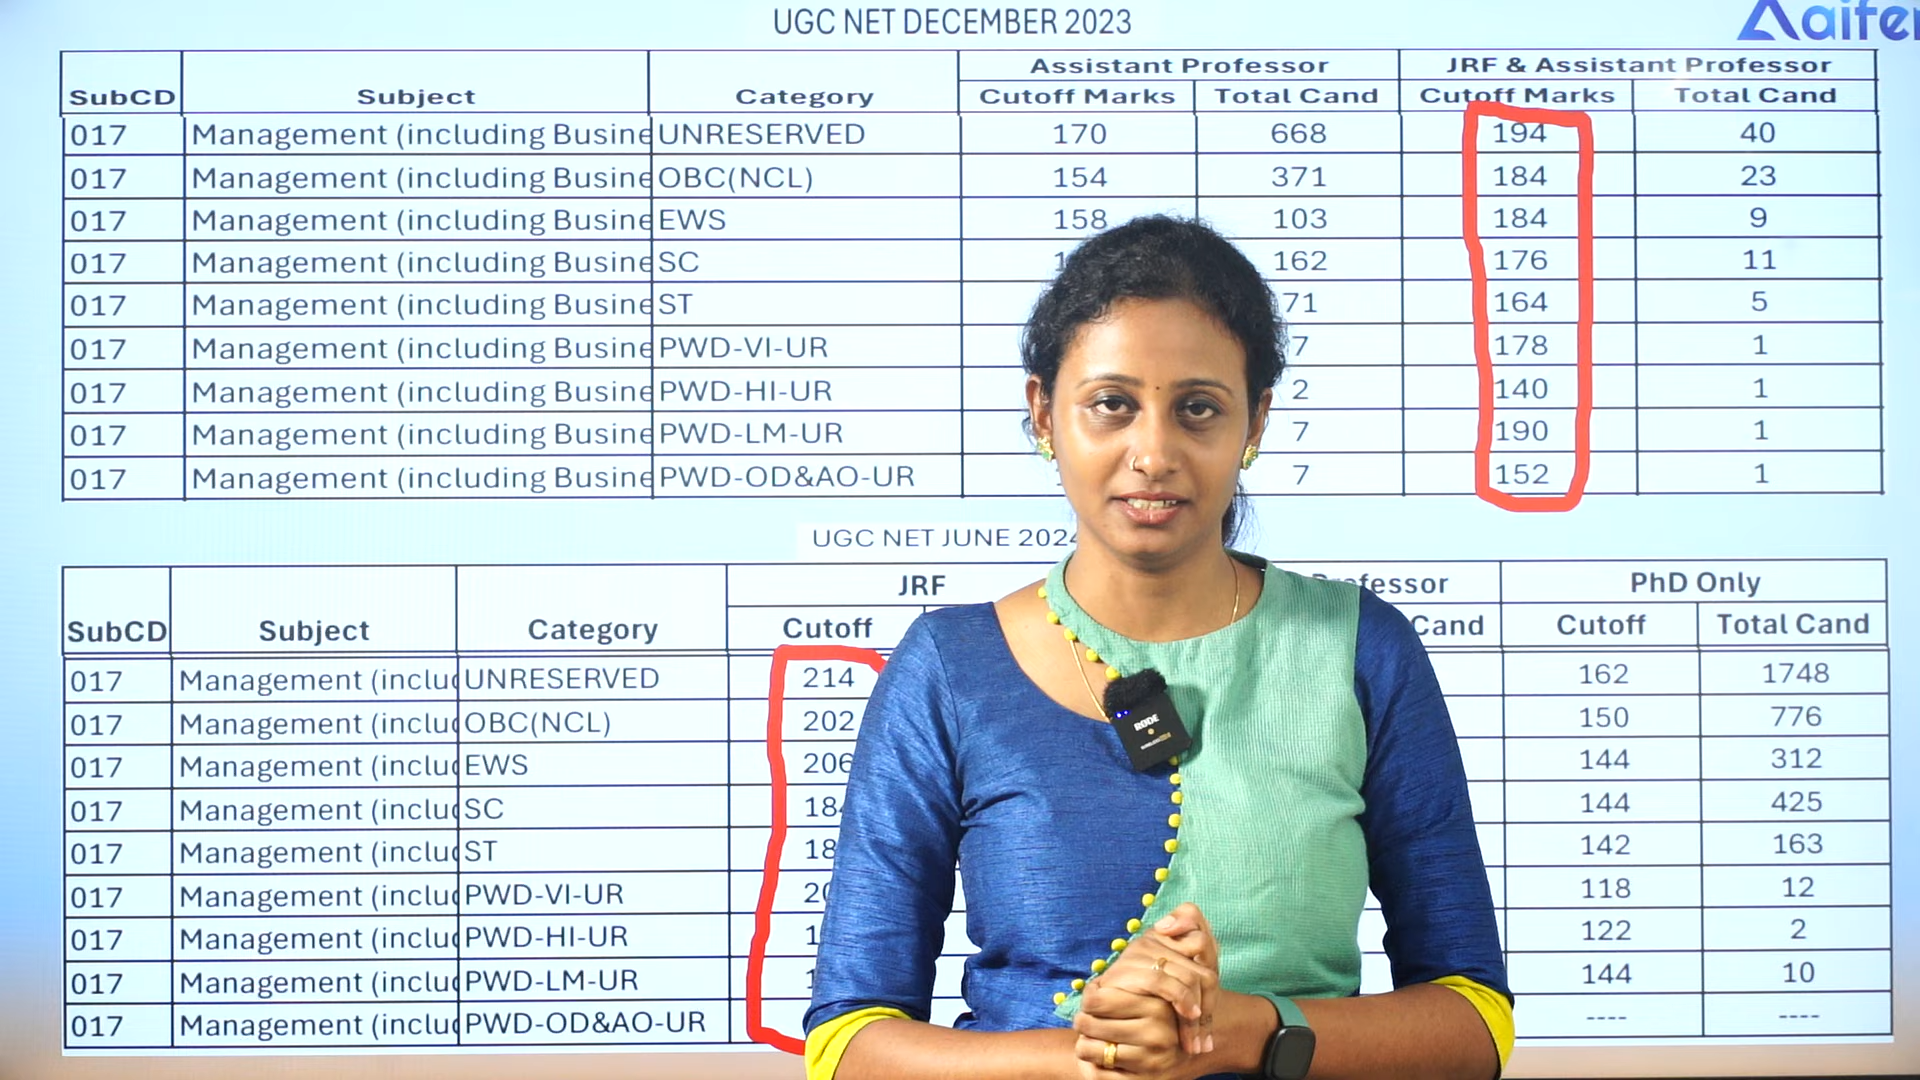 UGC NET DECEMBER 2023
aifer
SubCD Subject Category Assistant Professor JRF & Assistant Professor
Cutoff Marks Total Cand Cutoff Marks Total Cand
017 Management (including Busine UNRESERVED 170 668 194 40
017 Management (including Busine OBC(NCL) 154 371 184 23
017 Management (including Busine EWS 158 103 184 9
017 Management (including Busine SC 162 176 11
017 Management (including Busine ST 71 164 5
017 Management (including Busine PWD-VI-UR 7 178 1
017 Management (including Busine PWD-HI-UR 2 140 1
017 Management (including Busine PWD-LM-UR 7 190 1
017 Management (including Busine PWD-OD&AO-UR 7 152 1
UGC NET JUNE 2024
SubCD Subject Category JRF Professor PhD Only
Cutoff Cand Cutoff Total Cand
017 Management (inclu UNRESERVED 214 162 1748
017 Management (inclu OBC(NCL) 202 150 776
017 Management (inclu EWS 206 144 312
017 Management (inclu SC 144 425
017 Management (inclu ST 142 163
017 Management (inclu PWD-VI-UR 118 12
017 Management (inclu PWD-HI-UR 122 2
017 Management (inclu PWD-LM-UR 144 10
017 Management (inclu PWD-OD&AO-UR ---- ----
RODE